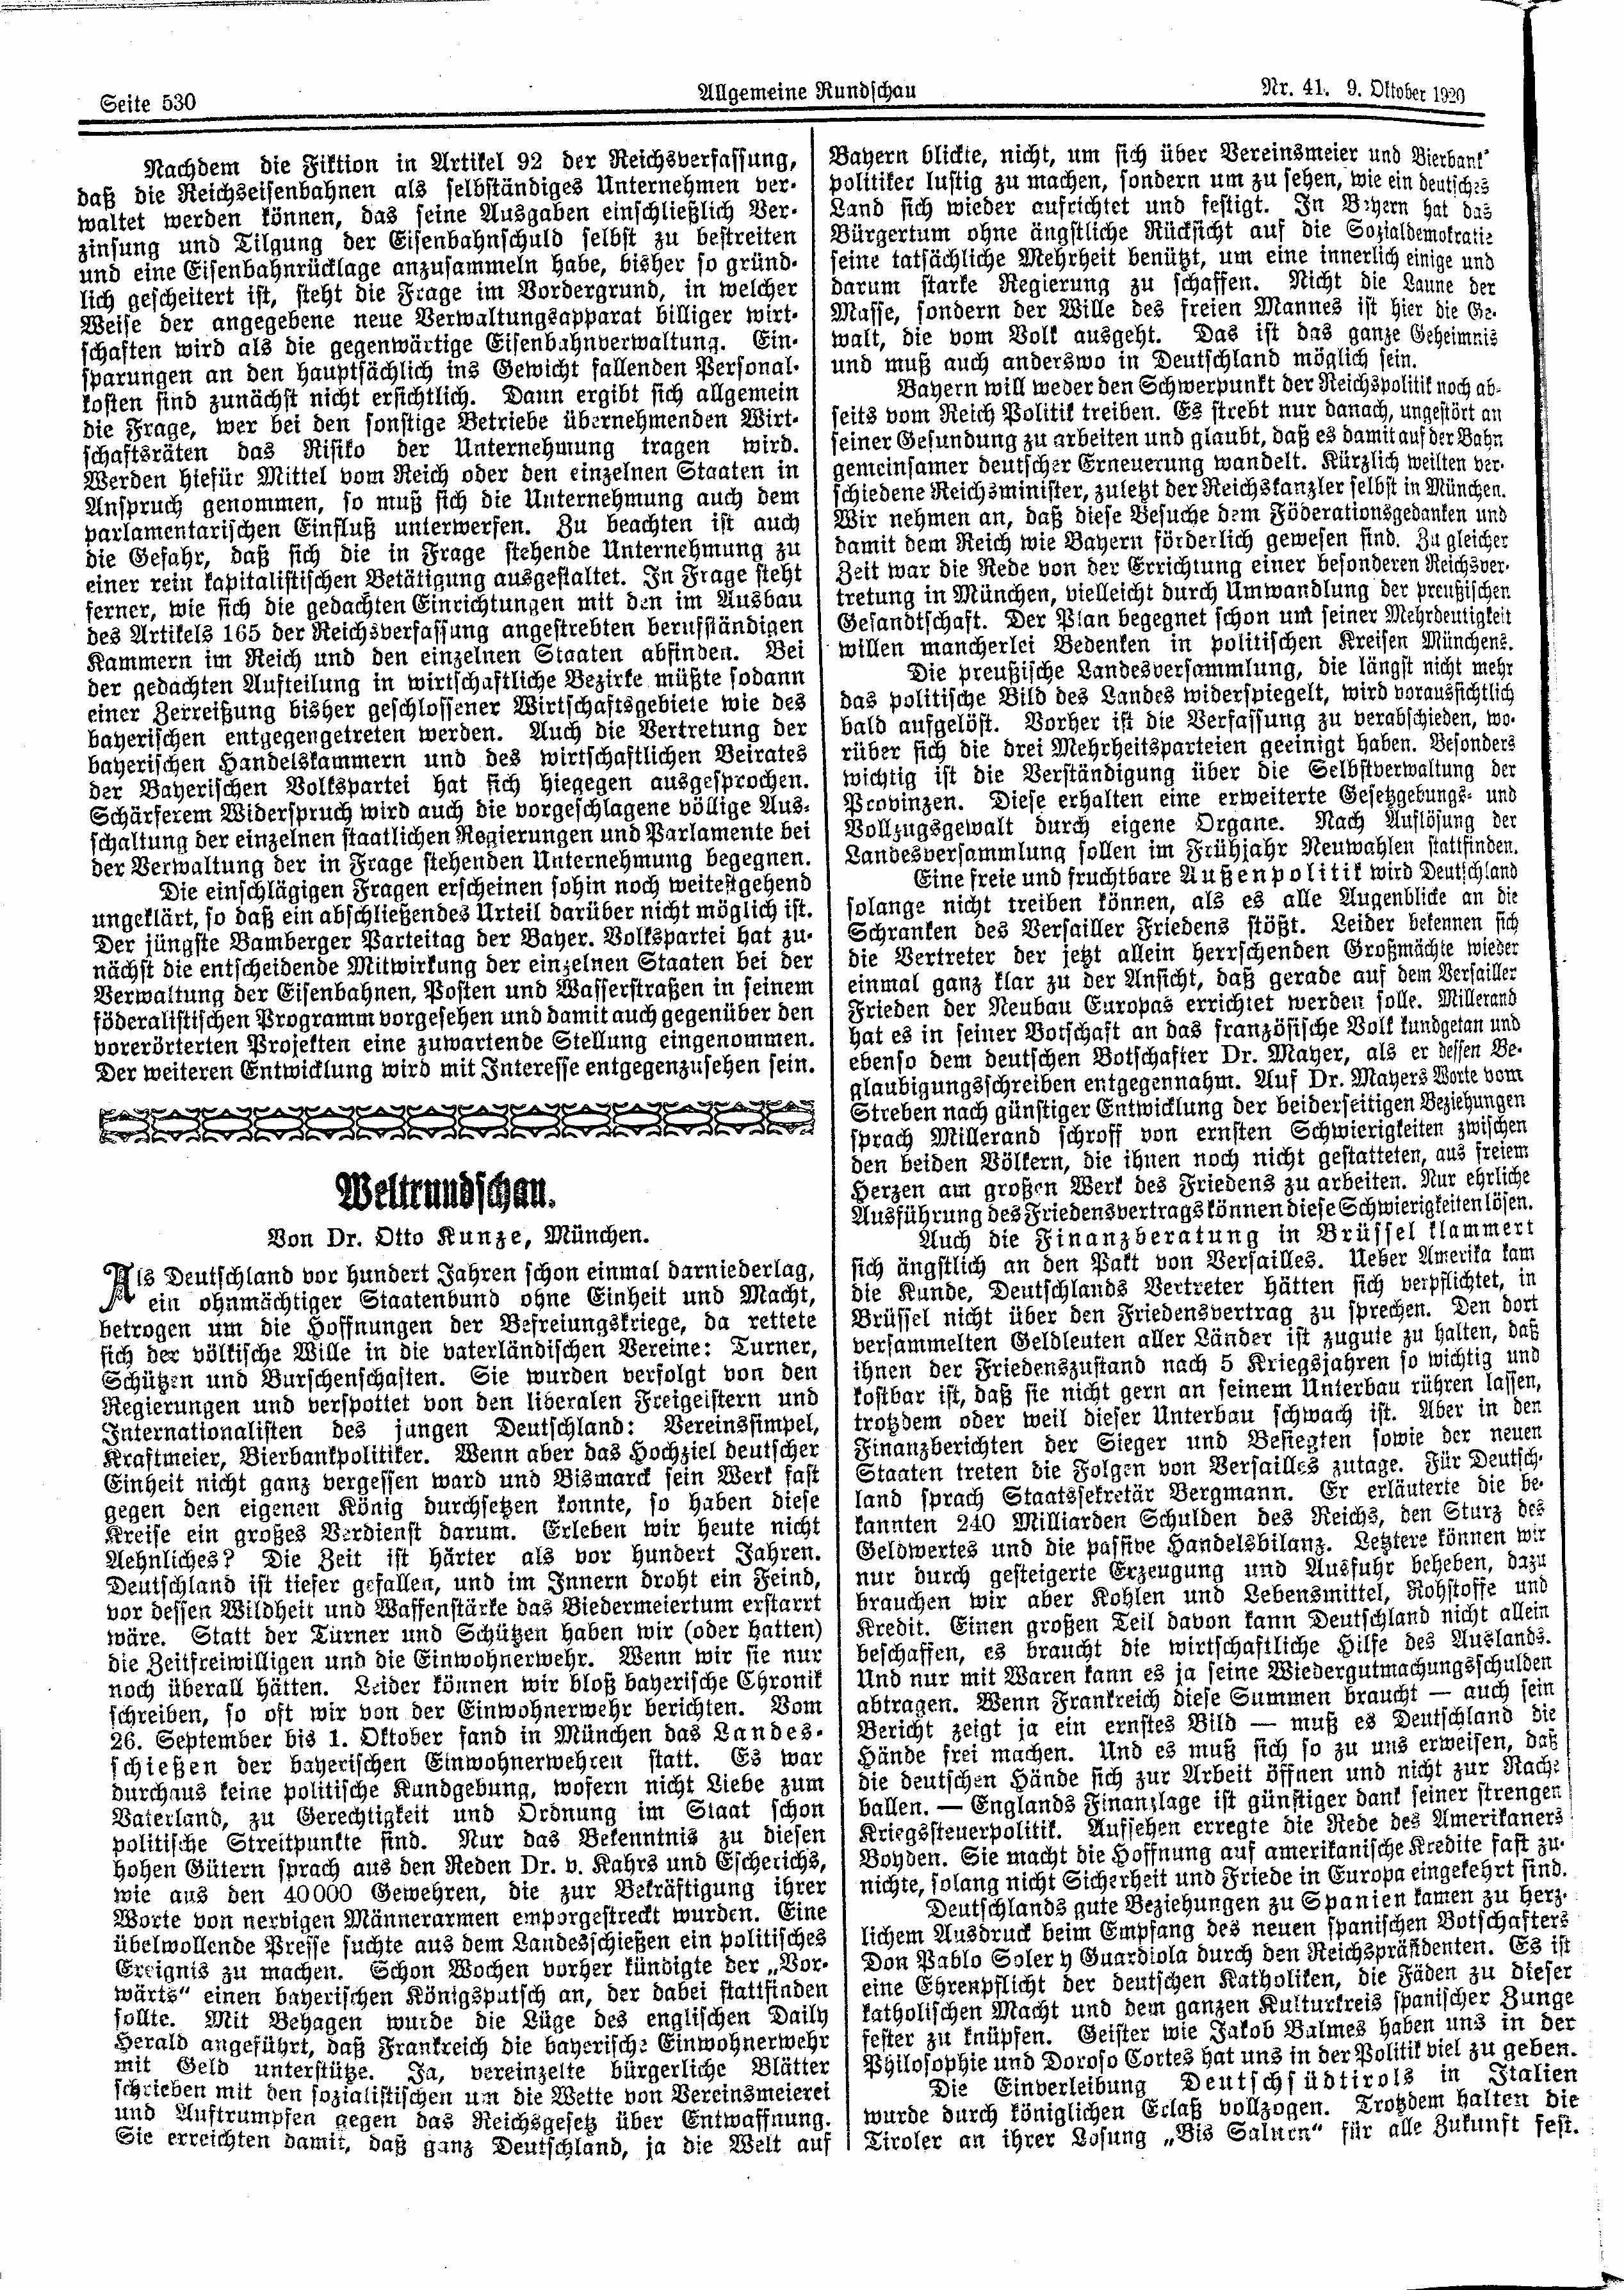 Seite 530
Allgemeine Rundschau
Nr. 41. 9. Oktober 1920
Nachdem die Fiktion in Artikel 92 der Reichsverfassung,
daß die Reichseisenbahnen als selbständiges Unternehmen ver-
waltet werden können, das seine Ausgaben einschließlich Ver-
zinsung und Tilgung der Eisenbahnschuld selbst zu bestreiten
und eine Eisenbahnrücklage anzusammeln habe, bisher so gründ-
lich gescheitert ist, steht die Frage im Vordergrund, in welcher
Weise der angegebene neue Verwaltungsapparat billiger wirt-
schaften wird als die gegenwärtige Eisenbahnverwaltung. Ein-
sparungen an den hauptsächlich ins Gewicht fallenden Personal-
kosten sind zunächst nicht ersichtlich. Dann ergibt sich allgemein
die Frage, wer bei den sonstige Betriebe übernehmenden Wirt-
schaftsräten das Risiko der Unternehmung tragen wird.
Werden hiefür Mittel vom Reich oder den einzelnen Staaten in
Anspruch genommen, so muß sich die Unternehmung auch dem
parlamentarischen Einfluß unterwerfen. Zu beachten ist auch
die Gefahr, daß sich die in Frage stehende Unternehmung zu
einer rein kapitalistischen Betätigung ausgestaltet. In Frage steht
ferner, wie sich die gedachten Einrichtungen mit den im Ausbau
des Artikels 165 der Reichsverfassung angestrebten berufständigen
Kammern im Reich und den einzelnen Staaten abfinden. Bei
der gedachten Aufteilung in wirtschaftliche Bezirke müßte sodann
einer Zerreißung bisher geschlossener Wirtschaftsgebiete wie des
bayerischen entgegengetreten werden. Auch die Vertretung der
bayerischen Handelskammern und des wirtschaftlichen Beirates
der Bayerischen Volkspartei hat sich hiegegen ausgesprochen.
Schärferem Widerspruch wird auch die vorgeschlagene völlige Aus-
schaltung der einzelnen staatlichen Regierungen und Parlamente bei
der Verwaltung der in Frage stehenden Unternehmung begegnen.
Die einschlägigen Fragen erscheinen sohin noch weitestgehend
ungeklärt, so daß ein abschließendes Urteil darüber nicht möglich ist.
Der jüngste Bamberger Parteitag der Bayer. Volkspartei hat zu-
nächst die entscheidende Mitwirkung der einzelnen Staaten bei der
Verwaltung der Eisenbahnen, Posten und Wasserstraßen in seinem
föderalistischen Programm vorgesehen und damit auch gegenüber den
vorerörterten Projekten eine zuwartende Stellung eingenommen.
Der weiteren Entwicklung wird mit Interesse entgegenzusehen sein.
Weltrundschau.
Von Dr. Otto Kunze, München.
Als Deutschland vor hundert Jahren schon einmal darniederlag,
ein ohnmächtiger Staatenbund ohne Einheit und Macht,
betrogen um die Hoffnungen der Befreiungskriege, da rettete
sich der völkische Wille in die vaterländischen Vereine: Turner,
Schützen und Burschenschaften. Sie wurden verfolgt von den
Regierungen und verspottet von den liberalen Freigeistern und
Internationalisten des jungen Deutschland: Vereinssimpel,
Kraftmeier, Bierbankpolitiker. Wenn aber das Hochziel deutscher
Einheit nicht ganz vergessen ward und Bismarck sein Werk fast
gegen den eigenen König durchsetzen konnte, so haben diese
Kreise ein großes Verdienst darum. Erleben wir heute nicht
Aehnliches? Die Zeit ist härter als vor hundert Jahren.
Deutschland ist tiefer gefallen, und im Innern droht ein Feind,
vor dessen Wildheit und Waffenstärke das Biedermeiertum erstarrt
wäre. Statt der Turner und Schützen haben wir (oder hatten)
die Zeitfreiwilligen und die Einwohnerwehr. Wenn wir sie nur
noch überall hätten. Leider können wir bloß bayerische Chronik
schreiben, so oft wir von der Einwohnerwehr berichten. Vom
26. September bis 1. Oktober fand in München das Landes-
schießen der bayerischen Einwohnerwehren statt. Es war
durchaus keine politische Kundgebung, wofern nicht Liebe zum
Vaterland, zu Gerechtigkeit und Ordnung im Staat schon
politische Streitpunkte sind. Nur das Bekenntnis zu diesen
hohen Gütern sprach aus den Reden Dr. v. Kahrs und Escherichs,
wie aus den 40000 Gewehren, die zur Bekräftigung ihrer
Worte von nervigen Männerarmen emporgestreckt wurden. Eine
übelwollende Presse suchte aus dem Landesschießen ein politisches
Ereignis zu machen. Schon Wochen vorher kündigte der „Vor-
wärts“ einen bayerischen Königsputsch an, der dabei stattfinden
sollte. Mit Behagen wurde die Lüge des englischen Daily
Herald angeführt, daß Frankreich die bayerische Einwohnerwehr
mit Geld unterstütze. Ja, vereinzelte bürgerliche Blätter
schrieben mit den sozialistischen um die Wette von Vereinsmeierei
und Auftrumpfen gegen das Reichsgesetz über Entwaffnung.
Sie erreichten damit, daß ganz Deutschland, ja die Welt auf
Bayern blickte, nicht, um sich über Vereinsmeier und Bierbank-
politiker lustig zu machen, sondern um zu sehen, wie ein deutsches
Land sich wieder aufrichtet und festigt. In Bayern hat das
Bürgertum ohne ängstliche Rücksicht auf die Sozialdemokratie
seine tatsächliche Mehrheit benützt, um eine innerlich einige und
darum starke Regierung zu schaffen. Nicht die Laune der
Masse, sondern der Wille des freien Mannes ist hier die Ge-
walt, die vom Volk ausgeht. Das ist das ganze Geheimnis
und muß auch anderswo in Deutschland möglich sein.
Bayern will weder den Schwerpunkt der Reichspolitik noch ab-
seits vom Reich Politik treiben. Es strebt nur danach, ungestört an
seiner Gesundung zu arbeiten und glaubt, daß es damit auf der Bahn
gemeinsamer deutscher Erneuerung wandelt. Kürzlich weilten ver-
schiedene Reichsminister, zuletzt der Reichskanzler selbst in München.
Wir nehmen an, daß diese Besuche dem Föderationsgedanken und
damit dem Reich wie Bayern förderlich gewesen sind. Zu gleicher
Zeit war die Rede von der Errichtung einer besonderen Reichsver-
tretung in München, vielleicht durch Umwandlung der preußischen
Gesandtschaft. Der Plan begegnet schon um seiner Mehrdeutigkeit
willen mancherlei Bedenken in politischen Kreisen Münchens.
Die preußische Landesversammlung, die längst nicht mehr
das politische Bild des Landes widerspiegelt, wird voraussichtlich
bald aufgelöst. Vorher ist die Verfassung zu verabschieden, wo-
rüber sich die drei Mehrheitsparteien geeinigt haben. Besonders
wichtig ist die Verständigung über die Selbstverwaltung der
Provinzen. Diese erhalten eine erweiterte Gesetzgebungs- und
Vollzugsgewalt durch eigene Organe. Nach Auflösung der
Landesversammlung sollen im Frühjahr Neuwahlen stattfinden.
Eine freie und fruchtbare Außenpolitik wird Deutschland
solange nicht treiben können, als es alle Augenblicke an die
Schranken des Versailler Friedens stößt. Leider bekennen sich
die Vertreter der jetzt allein herrschenden Großmächte wieder
einmal ganz klar zu der Ansicht, daß gerade auf dem Versailler
Frieden der Neubau Europas errichtet werden solle. Millerand
hat es in seiner Botschaft an das französische Volk kundgetan und
ebenso dem deutschen Botschafter Dr. Mayer, als er dessen Be-
glaubigungsschreiben entgegennahm. Auf Dr. Mayers Worte vom
Streben nach günstiger Entwicklung der beiderseitigen Beziehungen
sprach Millerand schroff von ernsten Schwierigkeiten zwischen
den beiden Völkern, die ihnen noch nicht gestatteten, aus freiem
Herzen am großen Werk des Friedens zu arbeiten. Nur ehrliche
Ausführung des Friedensvertrags können diese Schwierigkeiten lösen.
Auch die Finanzberatung in Brüssel klammert
sich ängstlich an den Pakt von Versailles. Ueber Amerika kam
die Kunde, Deutschlands Vertreter hätten sich verpflichtet, in
Brüssel nicht über den Friedensvertrag zu sprechen. Den dort
versammelten Geldleuten aller Länder ist zugute zu halten, daß
ihnen der Friedenszustand nach 5 Kriegsjahren so wichtig und
kostbar ist, daß sie nicht gern an seinem Unterbau rühren lassen,
trotzdem oder weil dieser Unterbau schwach ist. Aber in den
Finanzberichten der Sieger und Besiegten sowie der neuen
Staaten treten die Folgen von Versailles zutage. Für Deutsch-
land sprach Staatssekretär Bergmann. Er erläuterte die be-
kannten 240 Milliarden Schulden des Reichs, den Sturz des
Geldwertes und die passive Handelsbilanz. Letztere können wir
nur durch gesteigerte Erzeugung und Ausfuhr beheben, dazu
brauchen wir aber Kohlen und Lebensmittel, Rohstoffe und
Kredit. Einen großen Teil davon kann Deutschland nicht allein
beschaffen, es braucht die wirtschaftliche Hilfe des Auslands.
Und nur mit Waren kann es ja seine Wiedergutmachungsschulden
abtragen. Wenn Frankreich diese Summen braucht — auch sein
Bericht zeigt ja ein ernstes Bild — muß es Deutschland die
Hände frei machen. Und es muß sich so zu uns erweisen, daß
die deutschen Hände sich zur Arbeit öffnen und nicht zur Rache
ballen. — Englands Finanzlage ist günstiger dank seiner strengen
Kriegssteuerpolitik. Aufsehen erregte die Rede des Amerikaners
Boyden. Sie macht die Hoffnung auf amerikanische Kredite fast zu-
nichte, solang nicht Sicherheit und Friede in Europa eingekehrt sind.
Deutschlands gute Beziehungen zu Spanien kamen zu herz-
lichem Ausdruck beim Empfang des neuen spanischen Botschafters
Don Pablo Soler y Guardiola durch den Reichspräsidenten. Es ist
eine Ehrenpflicht der deutschen Katholiken, die Fäden zu dieser
katholischen Macht und dem ganzen Kulturkreis spanischer Zunge
fester zu knüpfen. Geister wie Jakob Balmes haben uns in der
Philosophie und Doroso Cortes hat uns in der Politik viel zu geben.
Die Einverleibung Deutschsüdtirols in Italien
wurde durch königlichen Erlaß vollzogen. Trotzdem halten die
Tiroler an ihrer Losung „Bis Salurn“ für alle Zukunft fest.